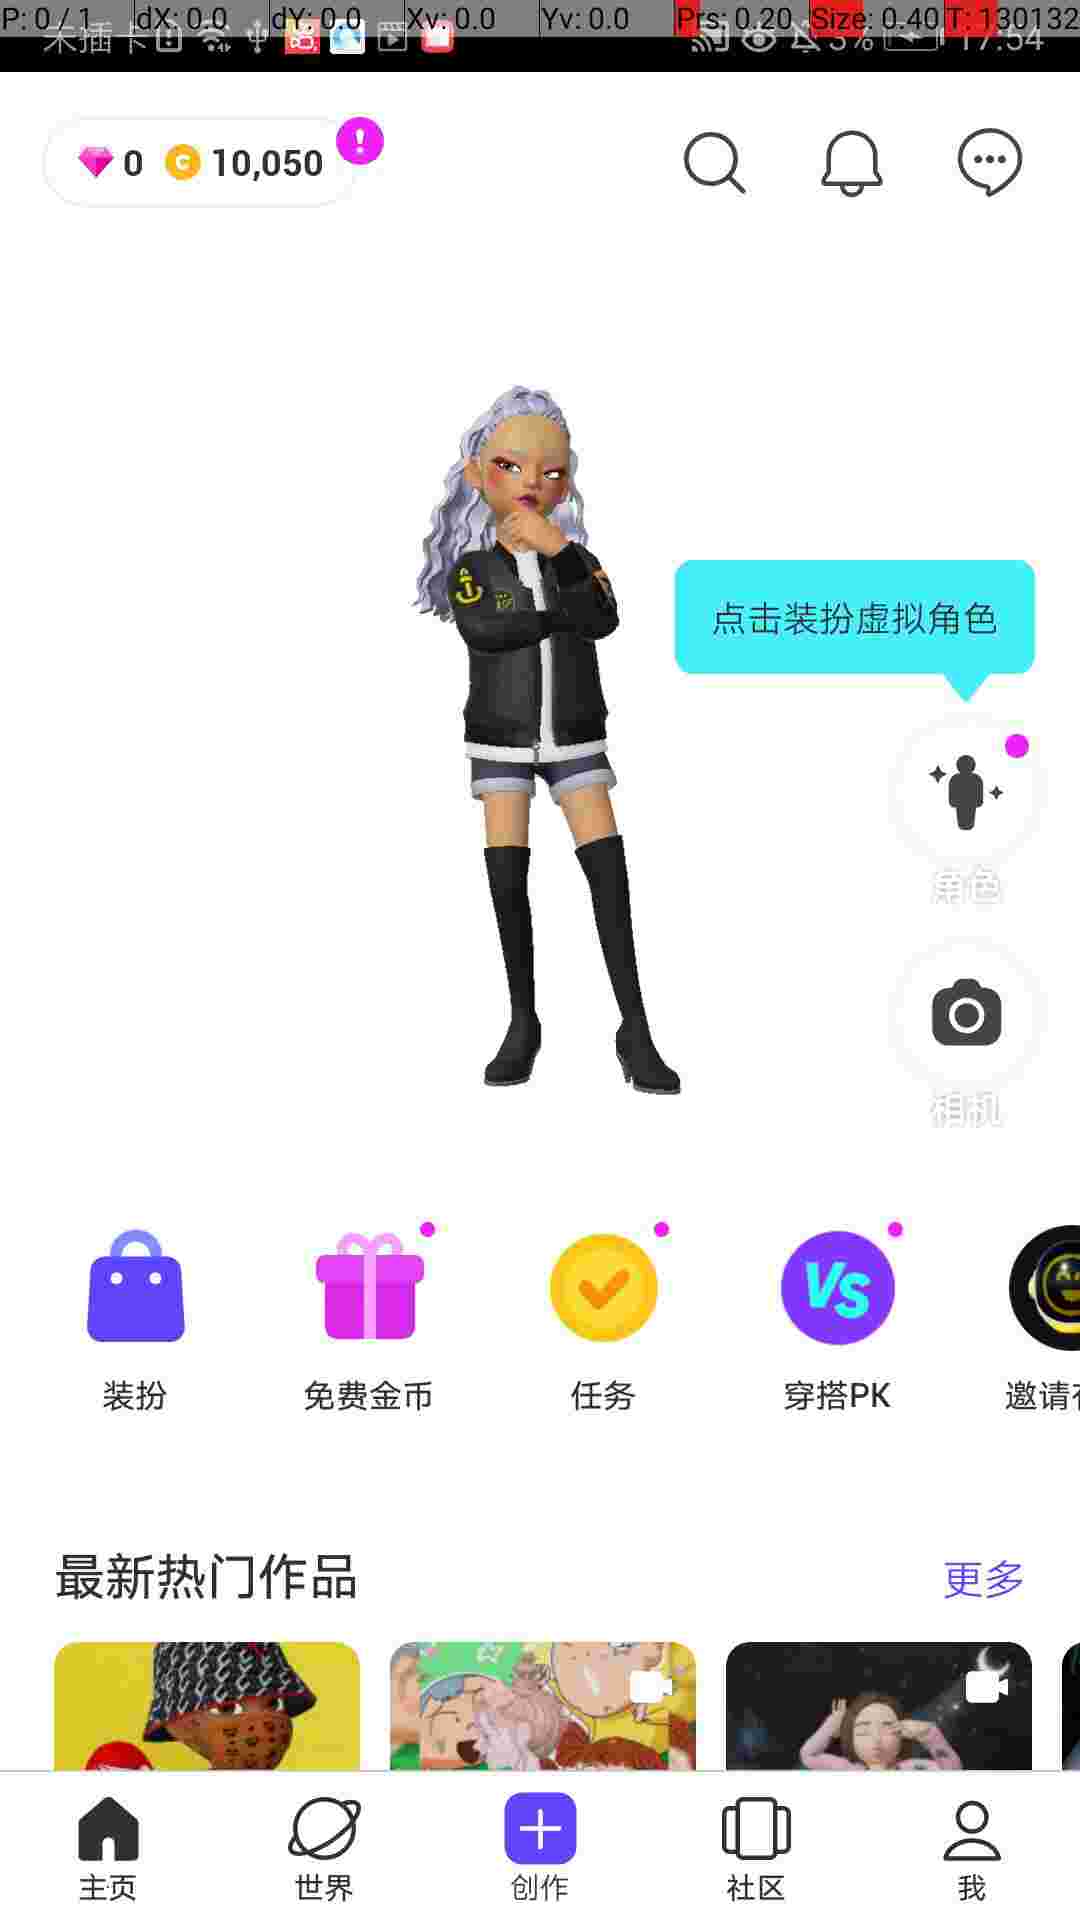 P: 0 / 1 dX: 0.0 dY: 0.0 Xv: 0.0 Yv: 0.0 Prs: 0.20 Size: 0.40 T: 130132
未插卡 3% 17:54
0 C 10,050 !
点击装扮虚拟角色
角色
相机
VS
装扮 免费金币 任务 穿搭PK 邀请
最新热门作品 更多
主页 世界 创作 社区 我